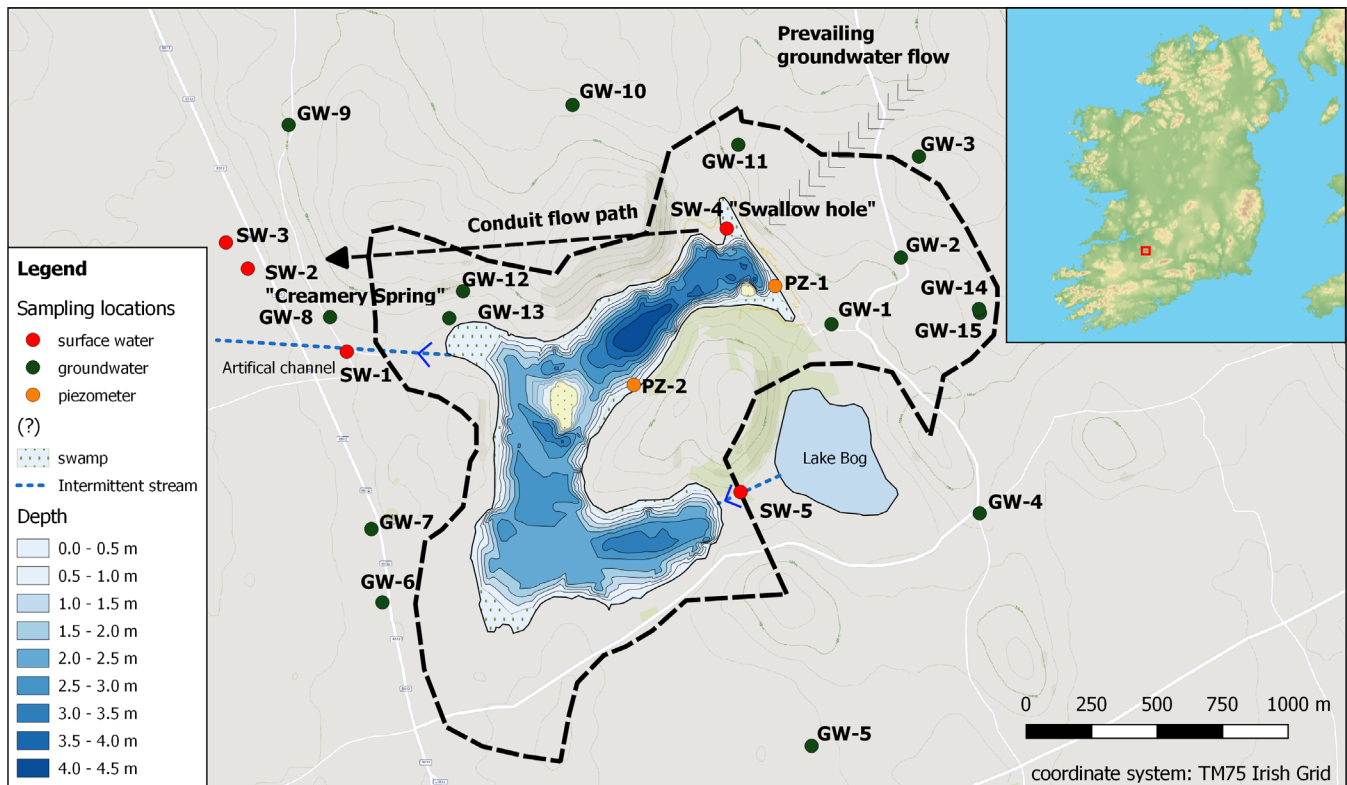 Prevailing
groundwater flow
GW-10
GW-9
GW-11
GW-3
SW-4 "Swallow hole"
Conduit flow path
SW-3
GW-2
SW-2
"Creamery Spring"
GW-12
PZ-1
GW-14
GW-8
GW-13
GW-1
GW-15
Artifical channel
SW-1
PZ-2
Lake Bog
SW-5
GW-4
GW-7
GW-6
GW-5
Legend
Sampling locations
surface water
groundwater
piezometer
(?)
swamp
Intermittent stream
Depth
0.0 - 0.5 m
0.5 - 1.0 m
1.0 - 1.5 m
1.5 - 2.0 m
2.0 - 2.5 m
2.5 - 3.0 m
3.0 - 3.5 m
3.5 - 4.0 m
4.0 - 4.5 m
0 250 500 750 1000 m
coordinate system: TM75 Irish Grid